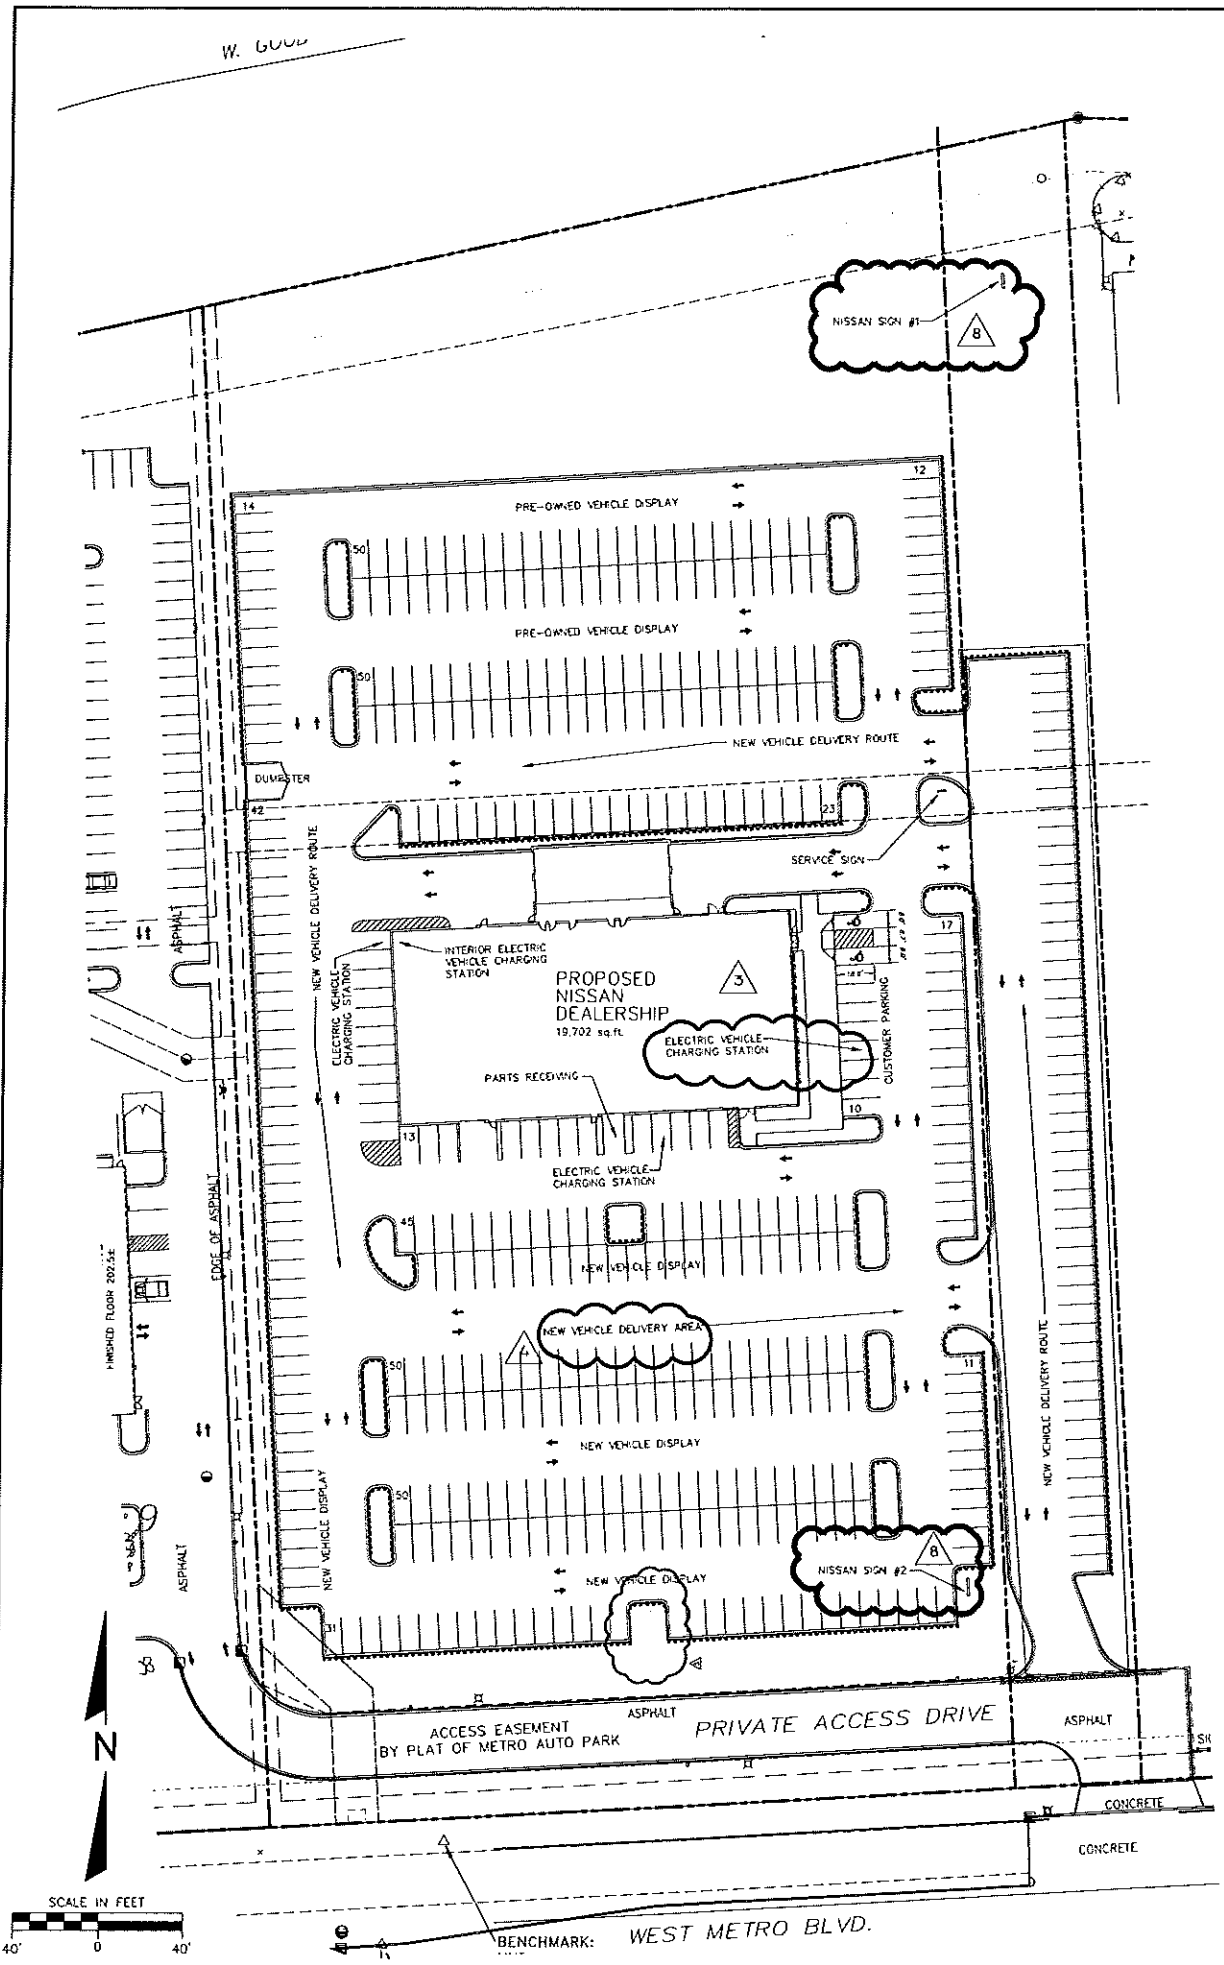 W. GOOD
NISSAN SIGN #1
8
12
14
PRE-OWNED VEHICLE DISPLAY
50
PRE-OWNED VEHICLE DISPLAY
50
NEW VEHICLE DELIVERY ROUTE
DUMPSTER
42
23
SERVICE SIGN
NEW VEHICLE DELIVERY ROUTE
ASPHALT
17
INTERIOR ELECTRIC
VEHICLE CHARGING
STATION
ELECTRIC VEHICLE
CHARGING STATION
PROPOSED
NISSAN
DEALERSHIP
19,702 sq.ft.
3
ELECTRIC VEHICLE
CHARGING STATION
CUSTOMER PARKING
PARTS RECEIVING
10
13
ELECTRIC VEHICLE
CHARGING STATION
EDGE OF ASPHALT
45
NEW VEHICLE DISPLAY
FINISHED FLOOR 202.5±
NEW VEHICLE DELIVERY AREA
50
11
NEW VEHICLE DELIVERY ROUTE
NEW VEHICLE DISPLAY
50
NEW VEHICLE DISPLAY
8
NISSAN SIGN #2
ASPHALT
NEW VEHICLE DISPLAY
31
ASPHALT
PRIVATE ACCESS DRIVE
ASPHALT
ACCESS EASEMENT
BY PLAT OF METRO AUTO PARK
N
CONCRETE
CONCRETE
SCALE IN FEET
40' 0 40'
BENCHMARK:
WEST METRO BLVD.